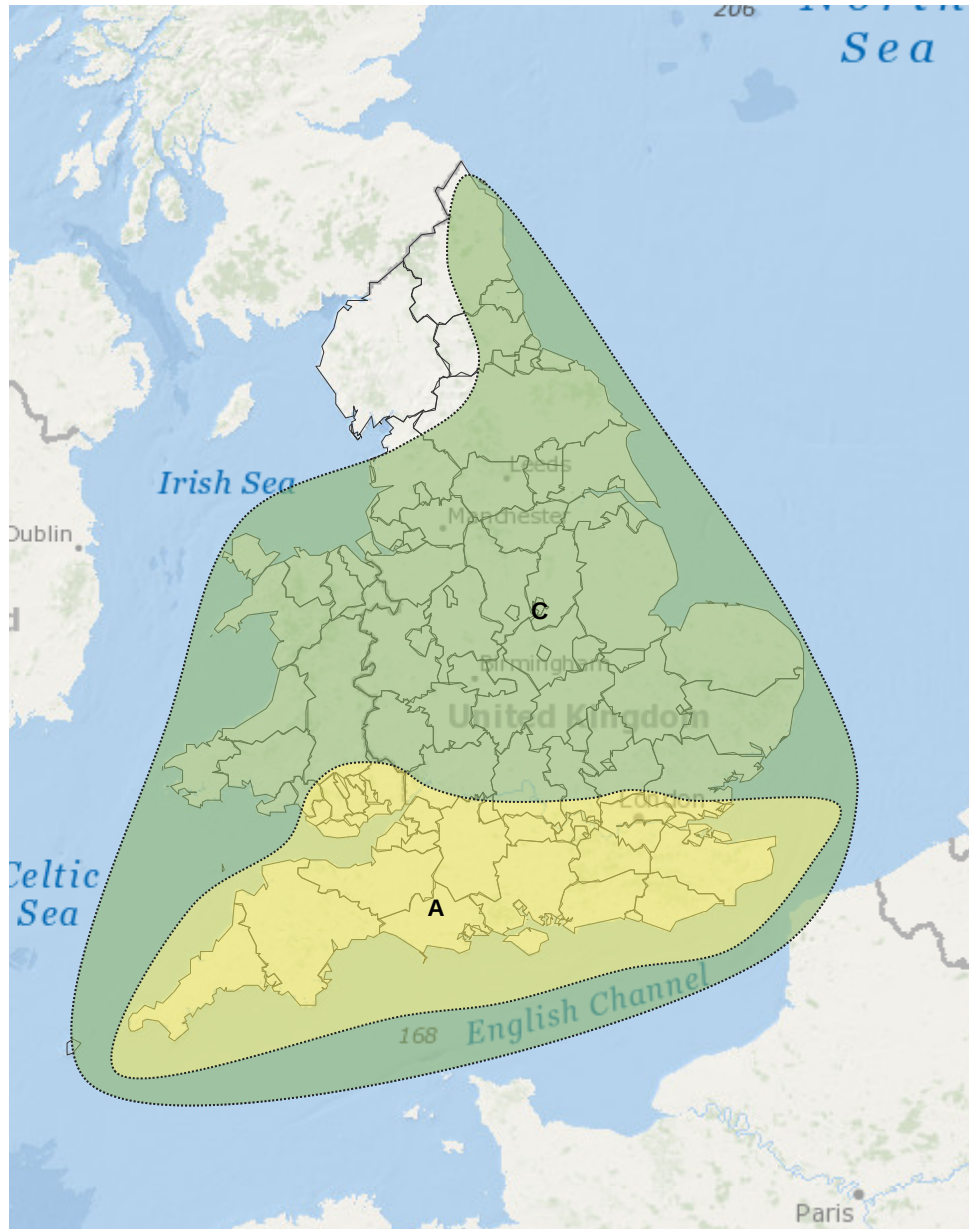 206
North
Sea
Leeds
Irish Sea
Manchester
Dublin
C
d
Birmingham
United Kingdom
London
Celtic
Sea
A
English Channel
168
Paris